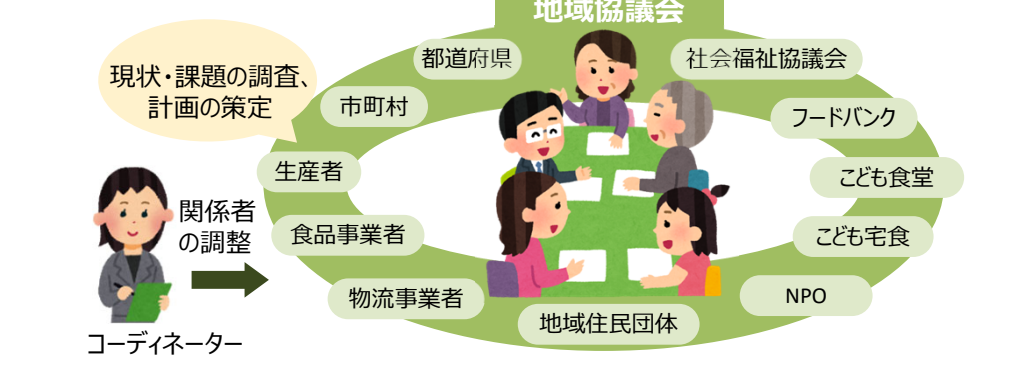 地域協議会
都道府県
社会福祉協議会
現状・課題の調査、
計画の策定
市町村
フードバンク
生産者
こども食堂
関係者
の調整
食品事業者
こども宅食
物流事業者
NPO
地域住民団体
コーディネーター